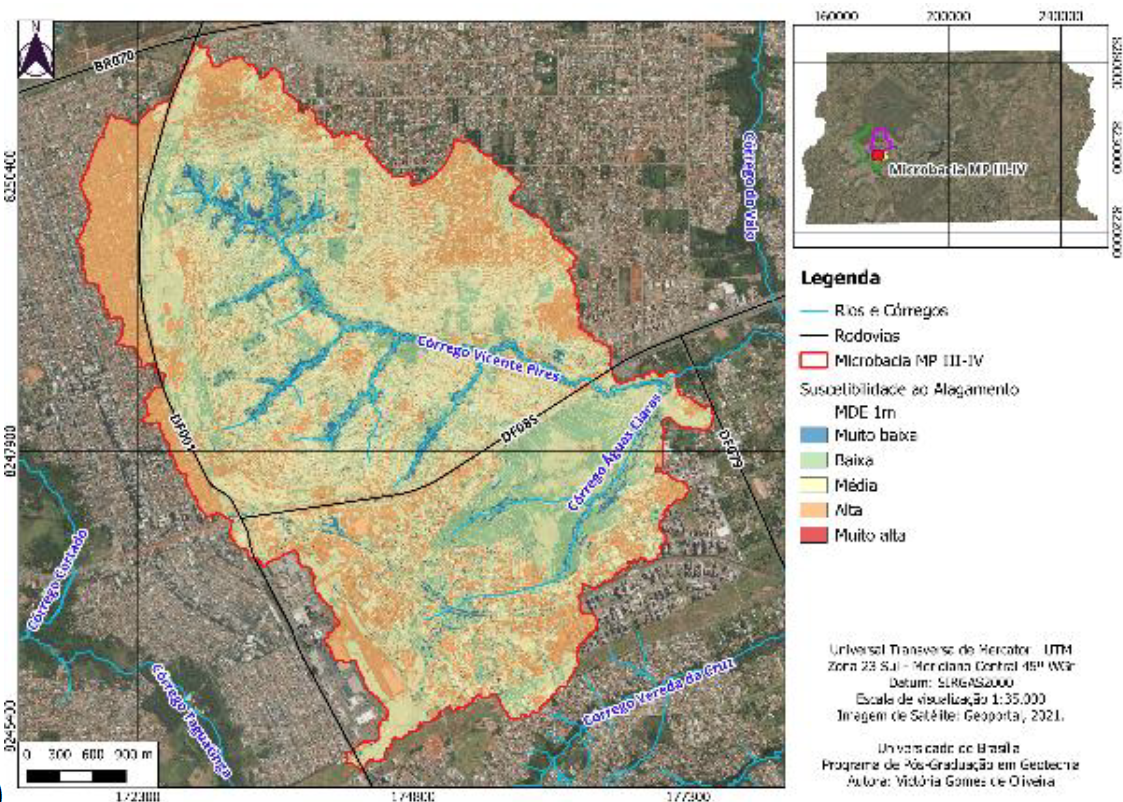 N
BR070
8250400
8247900
8245400
Córrego do Valo
Córrego Vicente Pires
DF001
DF085
DF079
Córrego Águas Claras
Córrego Cortado
Córrego Taguatinga
Córrego Vereda da Cruz
0 300 600 900 m
172300 174800 177300
160000 200000 240000
8220000
Microbacia MP III-IV
Legenda
Rios e Córregos
Rodovias
Microbacia MP III-IV
Suscetibilidade ao Alagamento
MDE 1m
Muito baixa
Baixa
Média
Alta
Muito alta
Universal Transversa de Mercator UTM
Zona 23 Sul - Meridiano Central 45º WGr
Datum: SIRGAS2000
Escala de visualização 1:35.000
Imagem de Satélite: Geoportal, 2021.
Universidade de Brasília
Programa de Pós-Graduação em Geotecnia
Autora: Victória Gomes de Oliveira